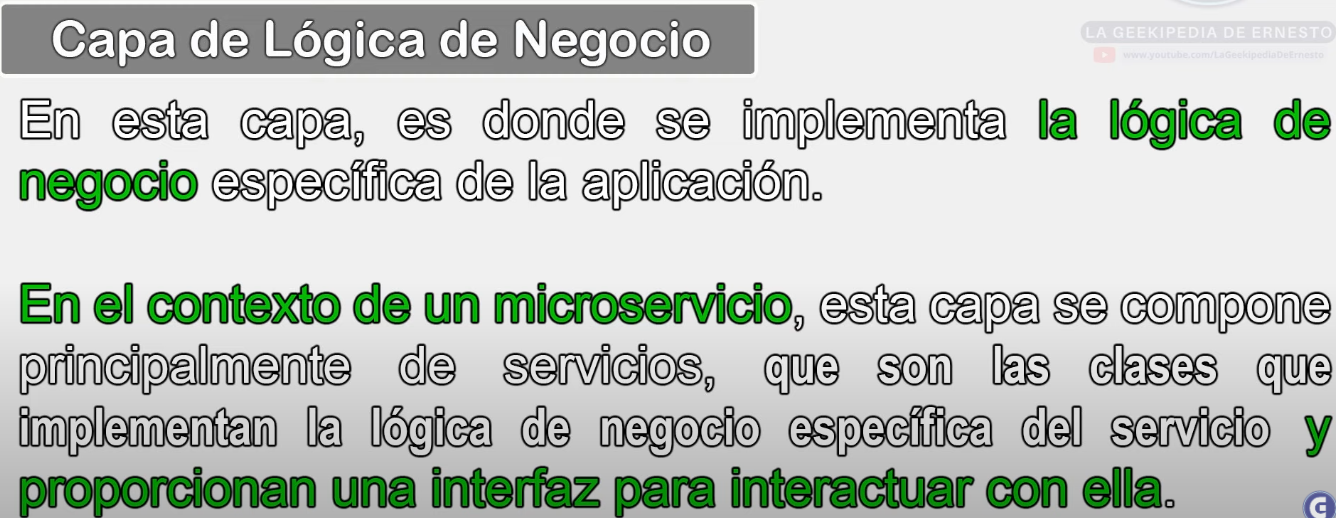 Capa de Lógica de Negocio
LA GEEKIPEDIA DE ERNESTO
www.youtube.com/LaGeekipediaDeErnesto
En esta capa, es donde se implementa la lógica de
negocio específica de la aplicación.
En el contexto de un microservicio, esta capa se compone
principalmente de servicios, que son las clases que
implementan la lógica de negocio específica del servicio y
proporcionan una interfaz para interactuar con ella.
G